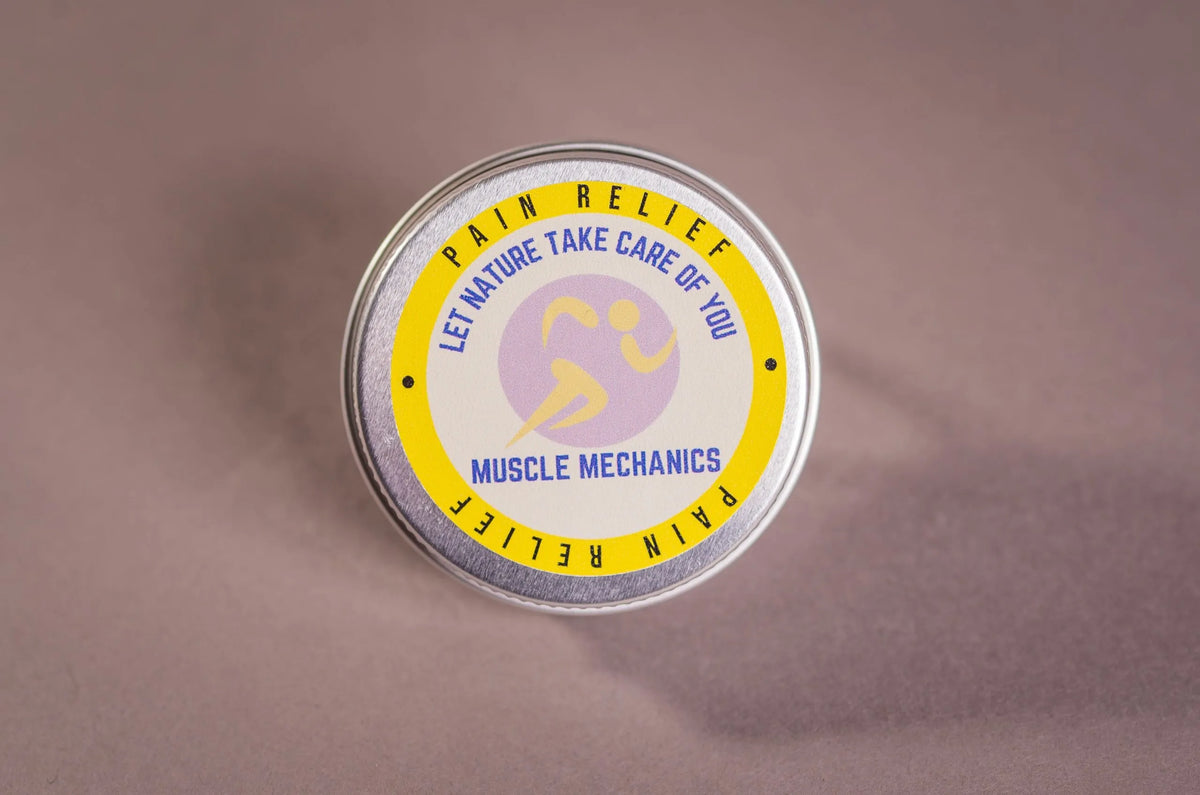 PAIN RELIEF
LET NATURE TAKE CARE OF YOU
MUSCLE MECHANICS
PAIN RELIEF